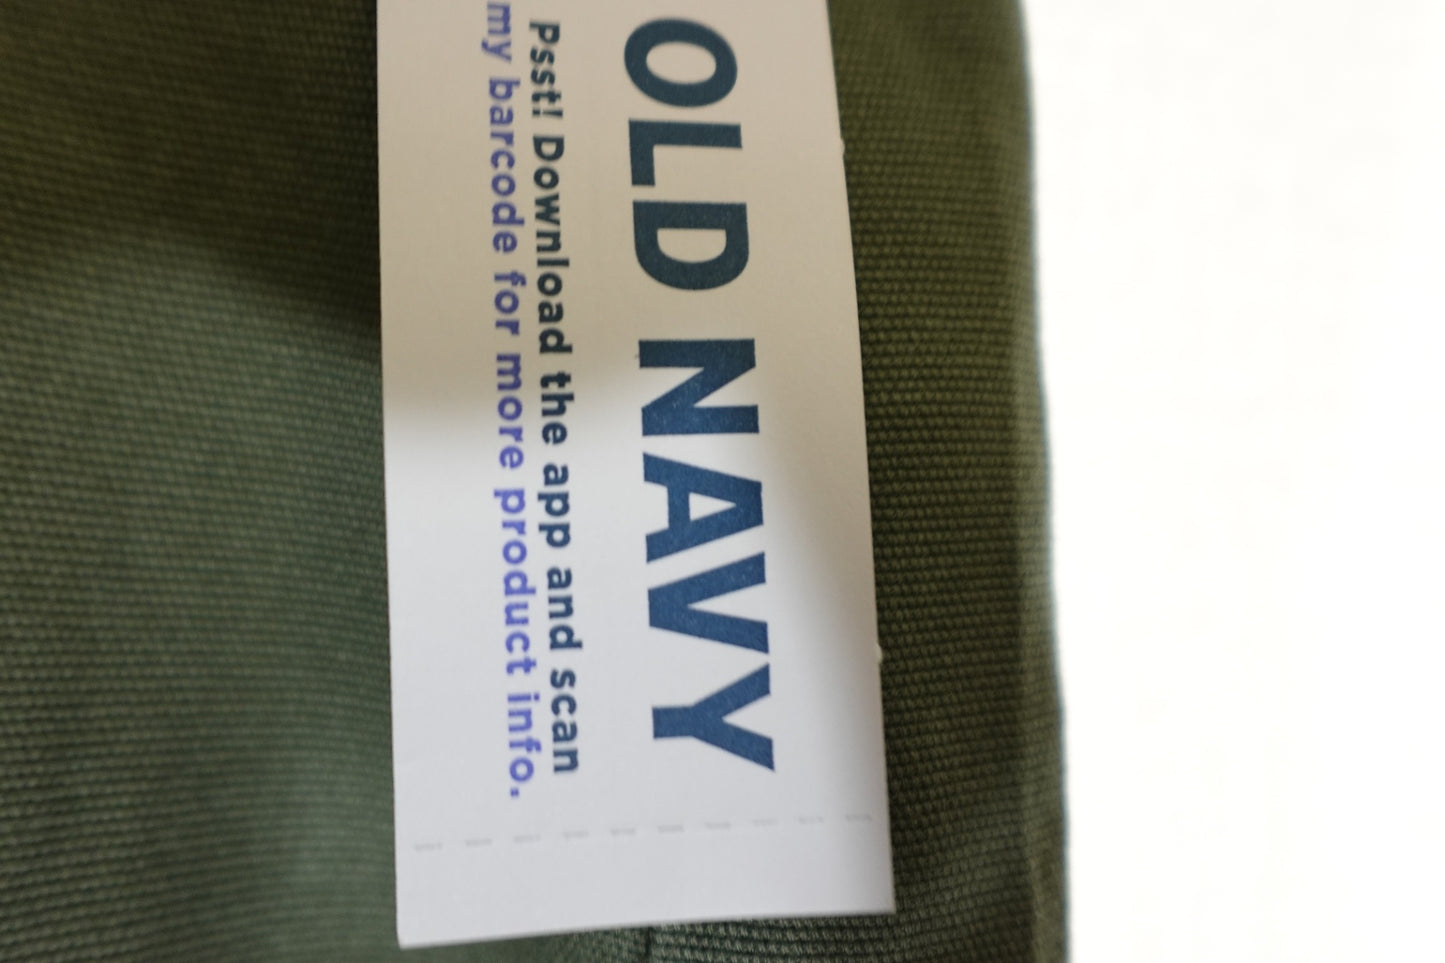 OLD NAVY
Psst! Download the app and scan
my barcode for more product info.